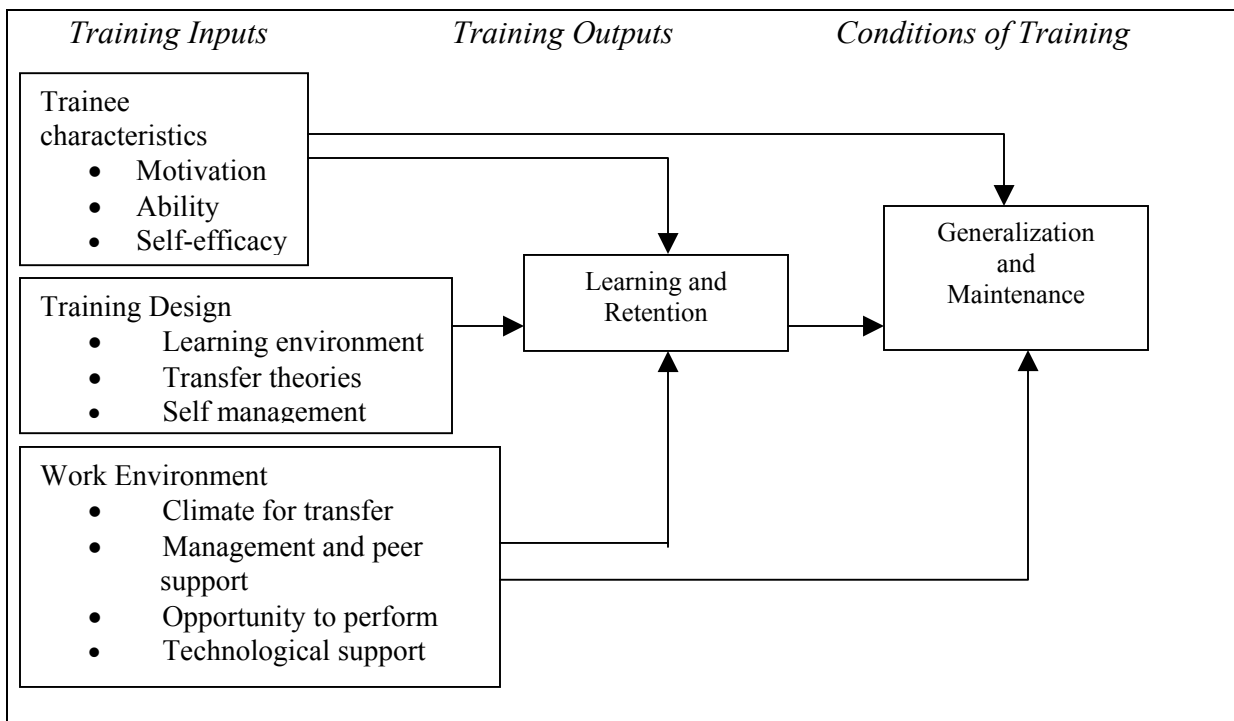 Training Inputs
Training Outputs
Conditions of Training
Trainee
characteristics
• Motivation
• Ability
• Self-efficacy
Training Design
• Learning environment
• Transfer theories
• Self management
Work Environment
• Climate for transfer
• Management and peer
support
• Opportunity to perform
• Technological support
Learning and
Retention
Generalization
and
Maintenance